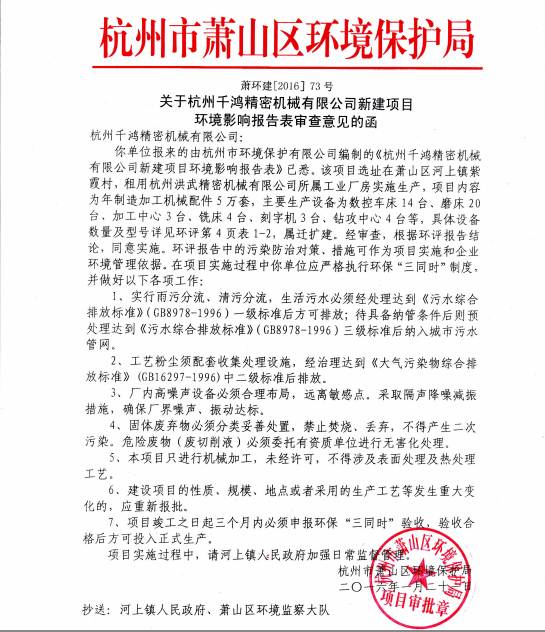 杭州市萧山区环境保护局
萧环建[2016] 73 号
关于杭州千鸿精密机械有限公司新建项目
环境影响报告表审查意见的函
杭州千鸿精密机械有限公司：
你单位报来的由杭州市环境保护有限公司编制的《杭州千鸿精密机械
有限公司新建项目环境影响报告表》已悉。该项目选址在萧山区河上镇紫
霞村，租用杭州洪武精密机械有限公司所属工业厂房实施生产，项目内容
为年制造加工机械配件 5 万套，主要生产设备为数控车床 14 台、磨床 20
台、加工中心 3 台、铣床 4 台、刻字机 3 台、钻攻中心 4 台等，具体设备
数量及型号详见环评第 4 页表 1-2，属迁扩建。经审查，根据环评报告结
论，同意实施。环评报告中的污染防治对策、措施可作为项目实施和企业
环境管理依据。在项目实施过程中你单位应严格执行环保“三同时”制度，
并做好以下各项工作：
1、实行雨污分流、清污分流，生活污水必须经处理达到《污水综合
排放标准》（GB8978-1996）一级标准后方可排放；待具备纳管条件后则预
处理达到《污水综合排放标准》（GB8978-1996）三级标准后纳入城市污水
管网。
2、工艺粉尘须配套收集处理设施，经治理达到《大气污染物综合排
放标准》(GB16297-1996)中二级标准后排放。
3、厂内高噪声设备必须合理布局，远离敏感点。采取隔声降噪减振
措施，确保厂界噪声、振动达标。
4、固体废弃物必须分类妥善处置、禁止焚烧、丢弃，不得产生二次
污染。危险废物（废切削液）必须委托有资质单位进行无害化处理。
5、本项目只进行机械加工，未经许可，不得涉及表面处理及热处理
工艺。
6、建设项目的性质、规模、地点或者采用的生产工艺等发生重大变
化的，应重新报批。
7、项目竣工之日起三个月内必须申报环保“三同时”验收，验收合
格后方可投入正式生产。
项目实施过程中，请河上镇人民政府加强日常监督管理。
杭州市萧山区环境保护局
二〇一六年一月二十一日
杭州市萧山区环境保护局
项目审批章
抄送：河上镇人民政府、萧山区环境监察大队